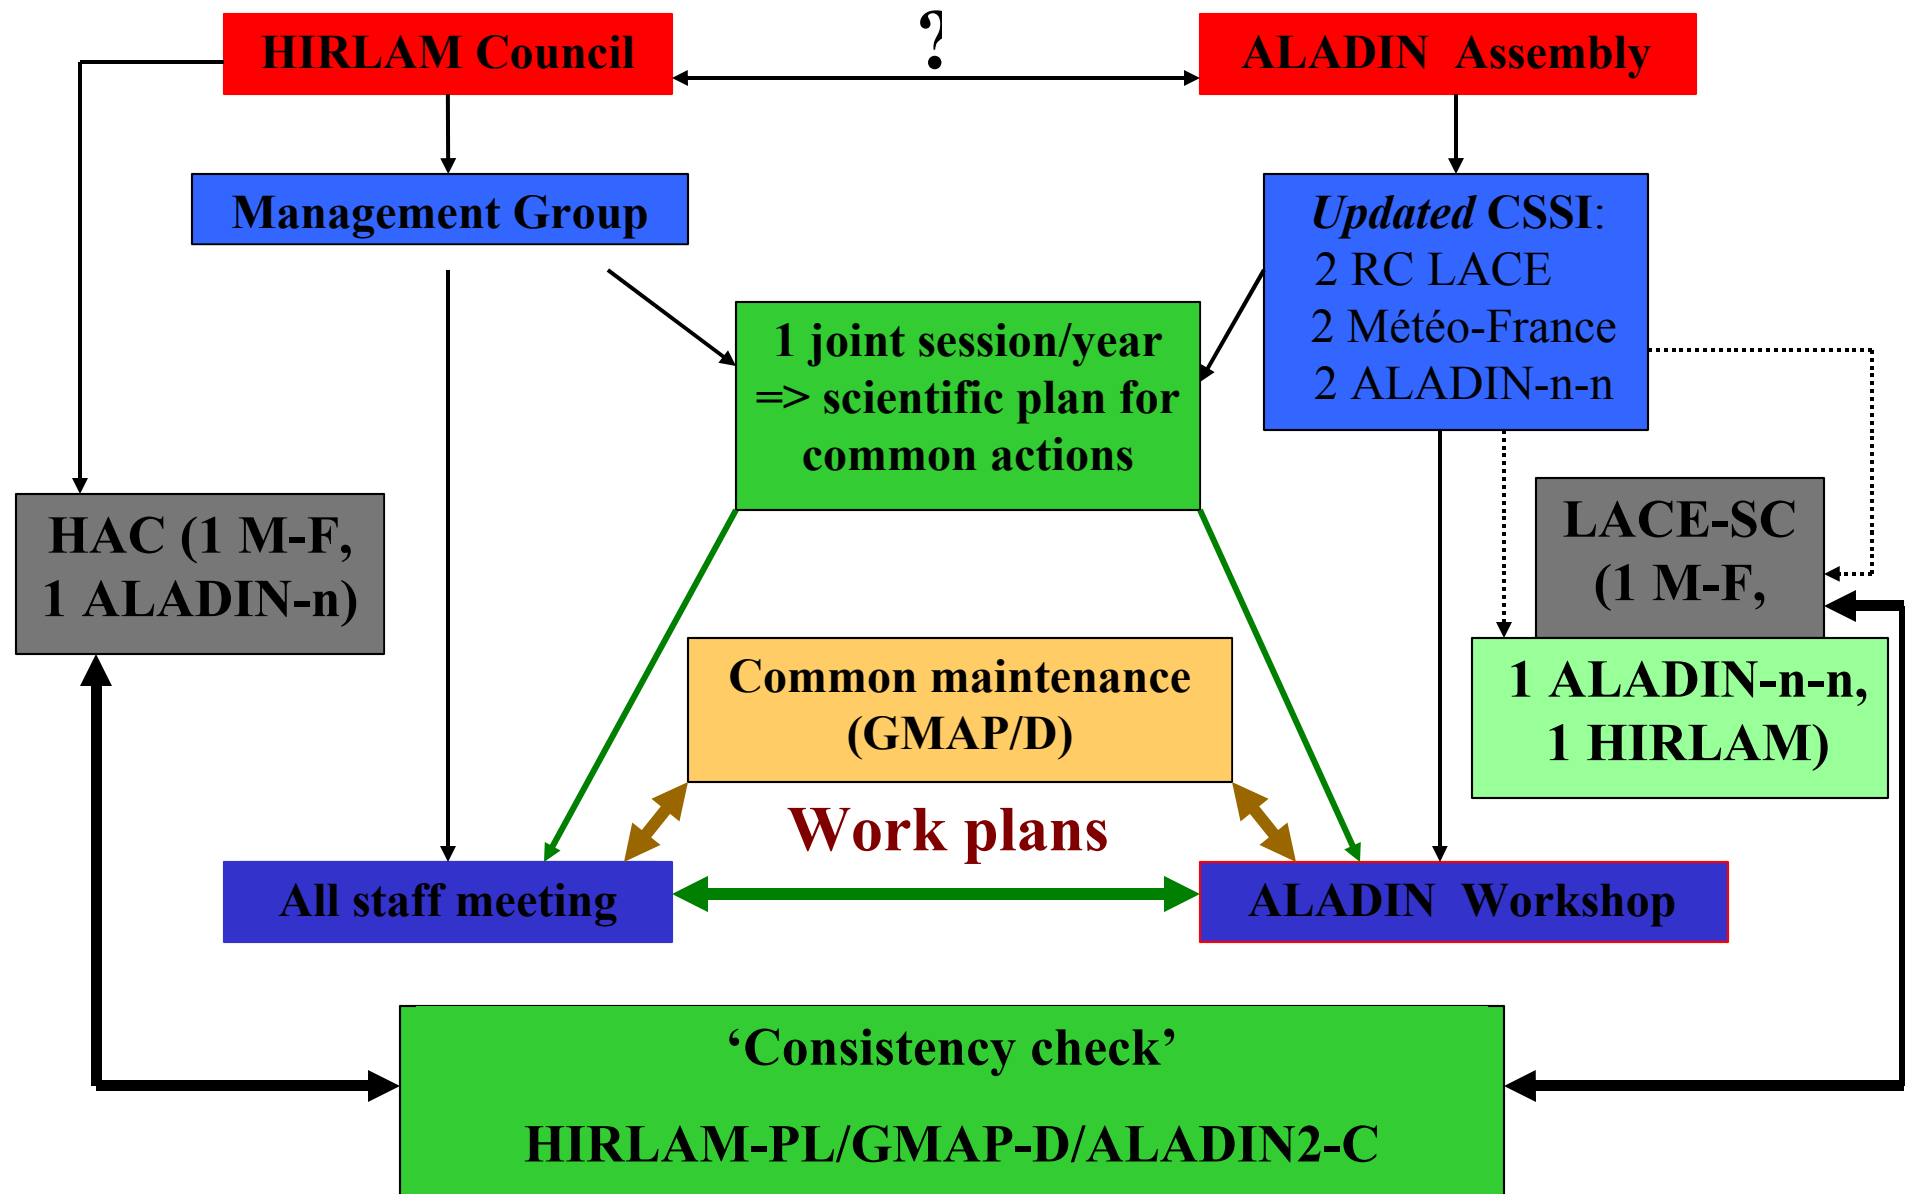 ?
HIRLAM Council
ALADIN Assembly
Management Group
Updated CSSI:
2 RC LACE
2 Météo-France
2 ALADIN-n-n
1 joint session/year
=> scientific plan for
common actions
HAC (1 M-F,
1 ALADIN-n)
LACE-SC
(1 M-F,
1 ALADIN-n-n,
1 HIRLAM)
Common maintenance
(GMAP/D)
Work plans
All staff meeting
ALADIN Workshop
‘Consistency check’
HIRLAM-PL/GMAP-D/ALADIN2-C